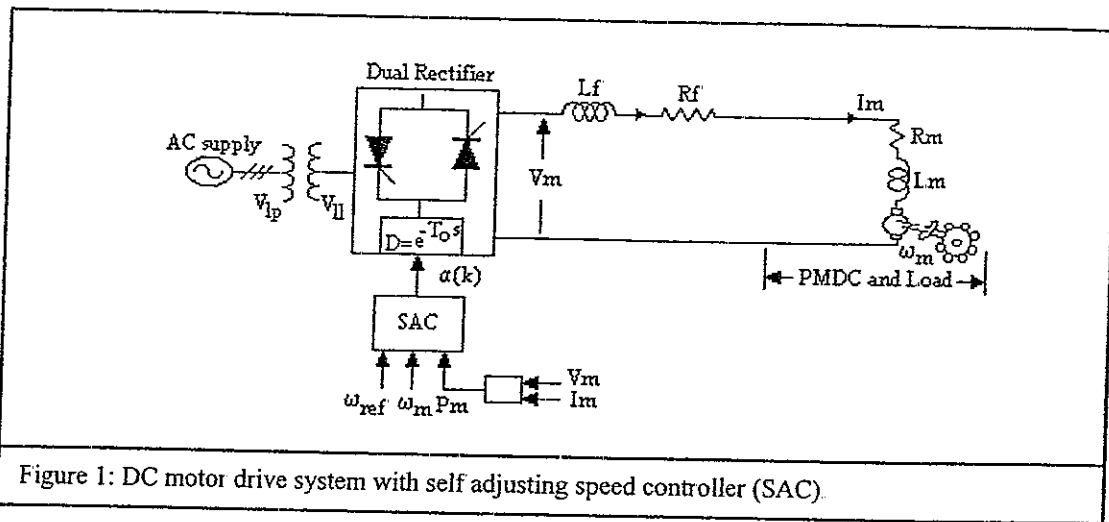 Dual Rectifier
Lf
Rf
Im
Rm
Lm
AC supply
Vlp
Vll
Vm
D=e^-T₀s
α(k)
ωm
PMDC and Load
SAC
Vm
Im
ωref ωm Pm
Figure 1: DC motor drive system with self adjusting speed controller (SAC)